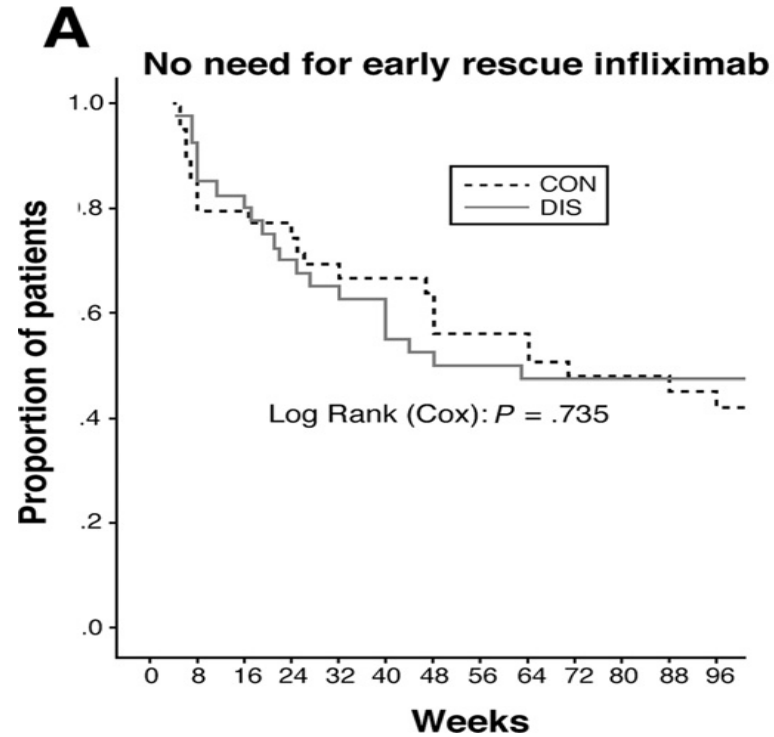 A
No need for early rescue infliximab
1.0
.8
.6
.4
.2
.0
Proportion of patients
CON
DIS
Log Rank (Cox): P = .735
0 8 16 24 32 40 48 56 64 72 80 88 96
Weeks